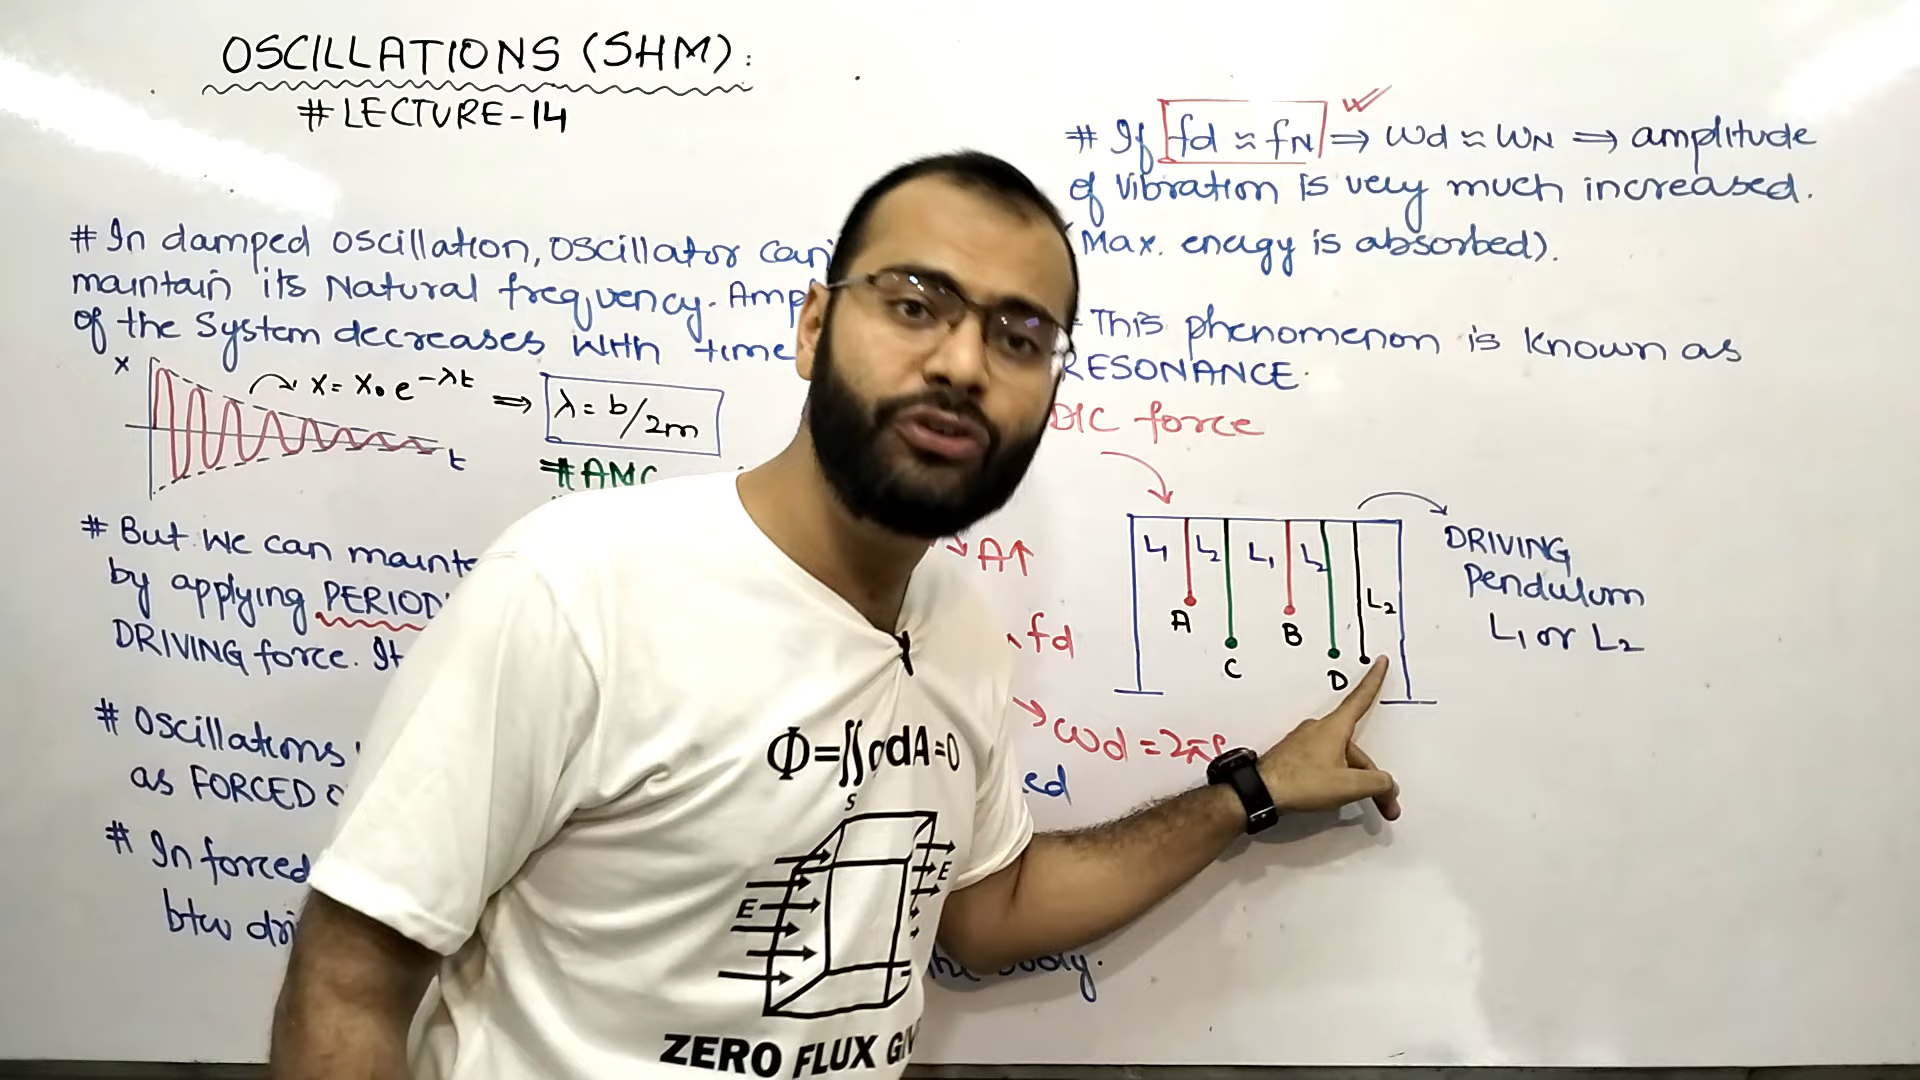 OSCILLATIONS (SHM):
# LECTURE-14
# In damped oscillation, oscillator can
maintain its Natural frequency. Amp
of the System decreases with time
x
x = x₀ e^-λt ⇒ λ = b/2m
t
# AMC
# But we can
by applying PERIOD
DRIVING force. It
# Oscillations
as FORCED
# In forced
btw
# If fd ≈ fN ⇒ ωd ≈ ωN ⇒ amplitude
of vibration is very much increased.
Max. energy is absorbed).
This phenomenon is known as
RESONANCE.
DIC force
A↑
fd
→ ωd = 2π
body.
L₁ L₂ L₁ L₂ L₂
A B
C D
DRIVING
Pendulum
L₁ or L₂
Φ=∬σdA=0
S
E E
ZERO FLUX